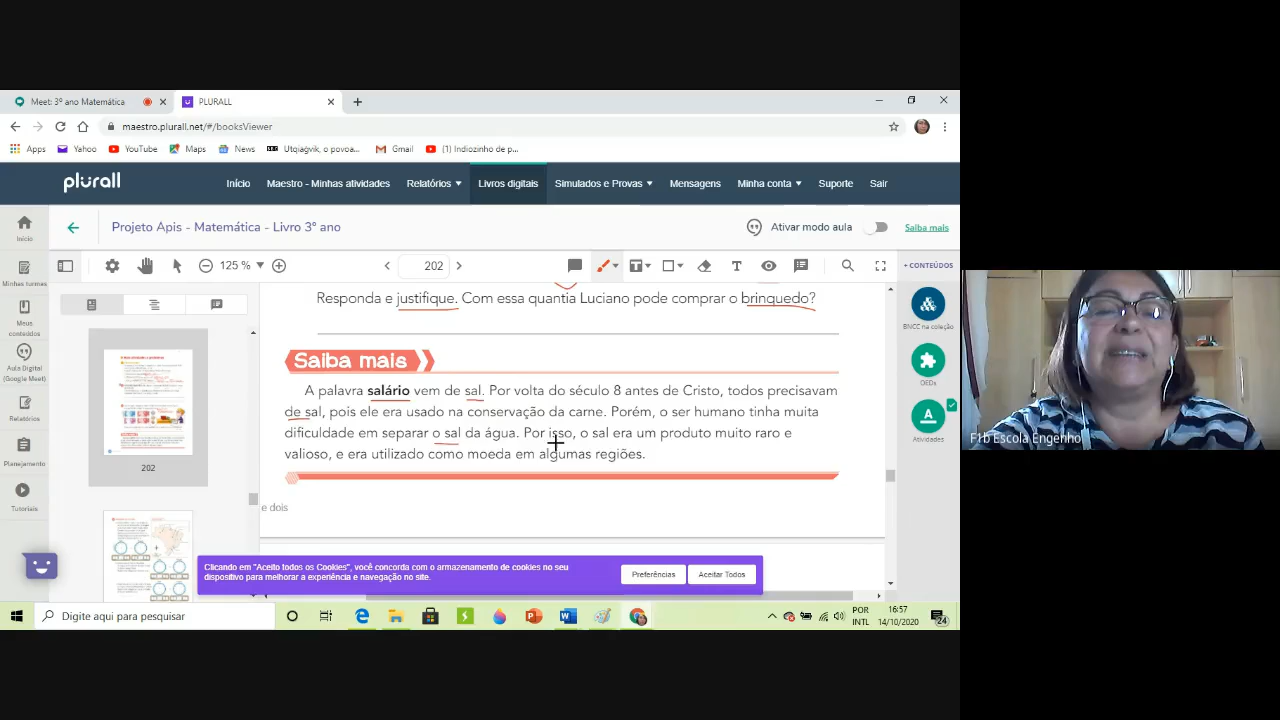 Meet: 3º ano Matemática
PLURALL
maestro.plurall.net/#/booksViewer
Apps Yahoo YouTube Maps News Utqiaġvik, o povoa... Gmail (1) Indiozinho de p...
plurall
Início Maestro - Minhas atividades Relatórios Livros digitais Simulados e Provas Mensagens Minha conta Suporte Sair
Início
Projeto Apis - Matemática - Livro 3º ano
Ativar modo aula
Saiba mais
Minhas turmas
125 %
202
+ CONTEÚDOS
Meus conteúdos
Aula Digital (Google Meet)
Relatórios
Planejamento
Tutoriais
202
Responda e justifique. Com essa quantia Luciano pode comprar o brinquedo?
Saiba mais
A palavra salário vem de sal. Por volta do século 8 antes de Cristo, todos precisavam
de sal, pois ele era usado na conservação da carne. Porém, o ser humano tinha muita
dificuldade em separar o sal da água. Por isso, o sal era um produto muito raro e
valioso, e era utilizado como moeda em algumas regiões.
e dois
BNCC na coleção
OEDs
Atividades
F1b Escola Engenho
Clicando em "Aceito todos os Cookies", você concorda com o armazenamento de cookies no seu
dispositivo para melhorar a experiência e navegação no site.
Preferências
Aceitar Todos
Digite aqui para pesquisar
POR
INTL
16:57
14/10/2020
24